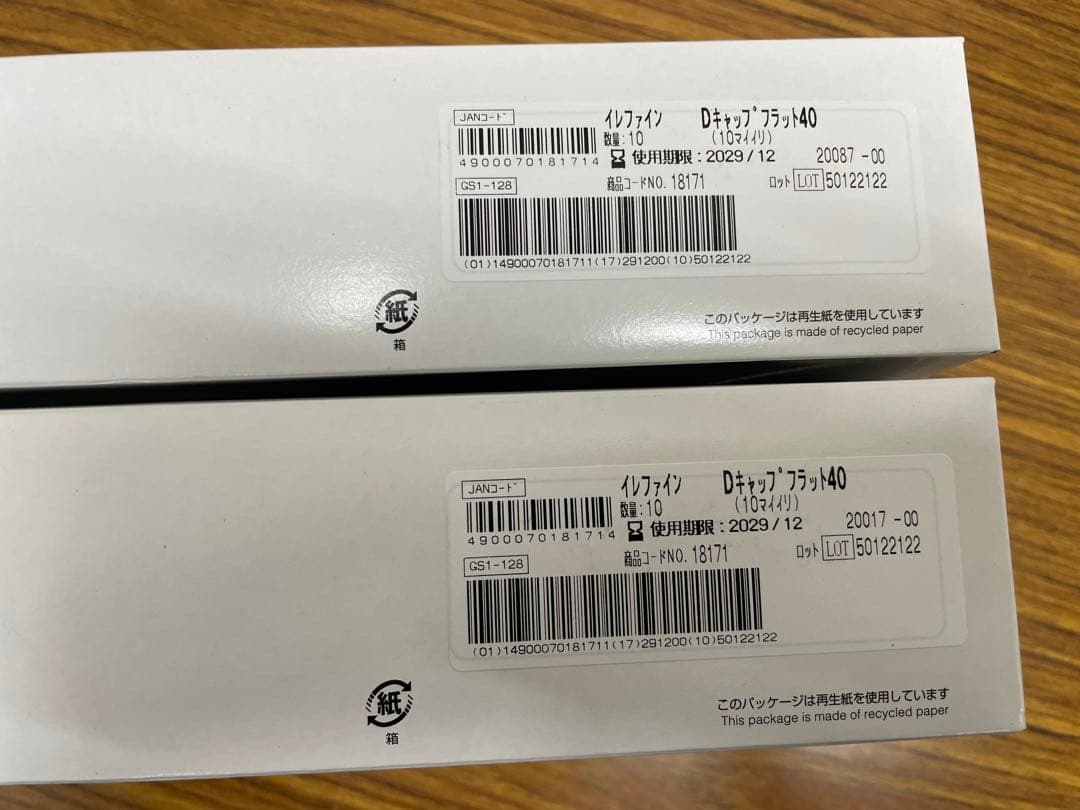 JANコード
イレファイン Dキャップフラット40
数量:10 (10マイイリ)
4900070181714
使用期限:2029/12 20087-00
GS1-128
商品コードNO. 18171 ロット LOT 50122122
(01)14900070181711(17)291200(10)50122122
紙
箱
このパッケージは再生紙を使用しています
This package is made of recycled paper
JANコード
イレファイン Dキャップフラット40
数量:10 (10マイイリ)
4900070181714
使用期限:2029/12 20017-00
GS1-128
商品コードNO. 18171 ロット LOT 50122122
(01)14900070181711(17)291200(10)50122122
紙
箱
このパッケージは再生紙を使用しています
This package is made of recycled paper